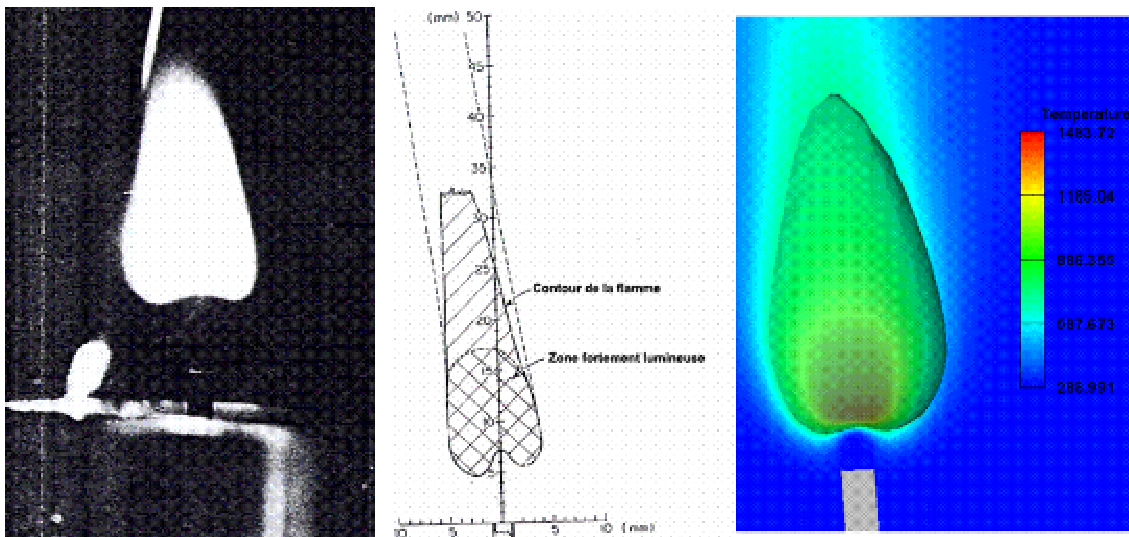 (mm) 50
45
40
35
30
25
Contour de la flamme
20
Zone fortement lumineuse
15
10
5
10 5 5 10 (mm)
Temperature
1483.72
1185.04
886.356
587.673
288.991